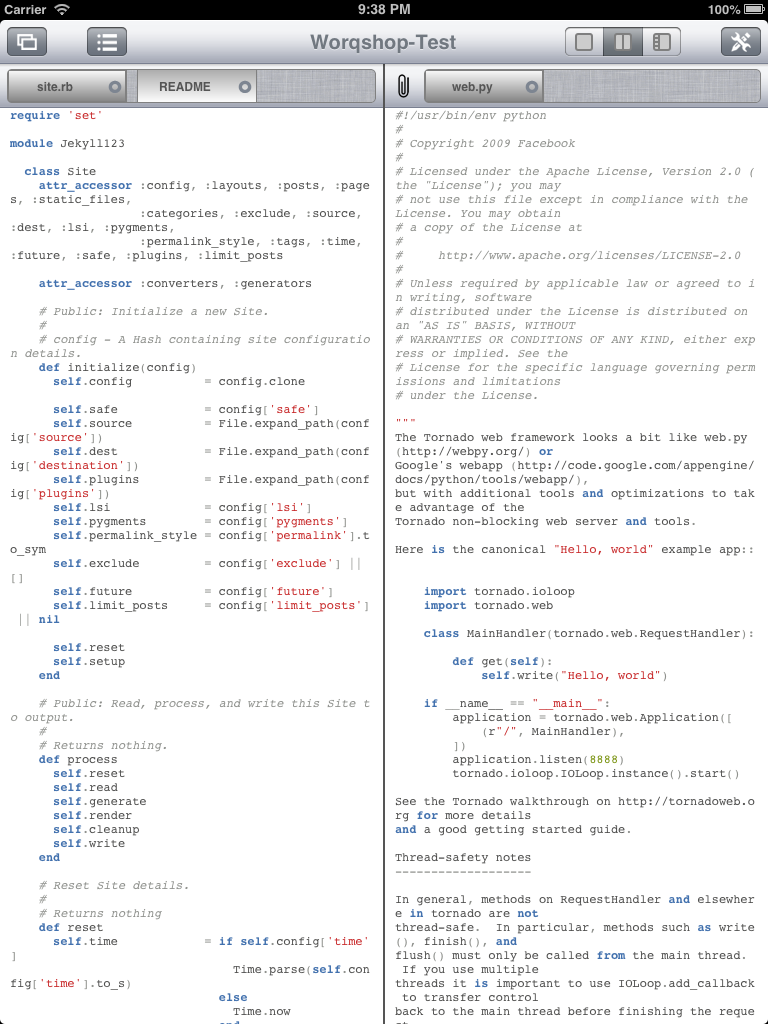 Carrier 9:38 PM 100%
Worqshop-Test
site.rb README web.py
require 'set'
module Jekyll123
class Site
attr_accessor :config, :layouts, :posts, :page
s, :static_files,
:categories, :exclude, :source,
:dest, :lsi, :pygments,
:permalink_style, :tags, :time,
:future, :safe, :plugins, :limit_posts
attr_accessor :converters, :generators
# Public: Initialize a new Site.
#
# config - A Hash containing site configuratio
n details.
def initialize(config)
self.config = config.clone
self.safe = config['safe']
self.source = File.expand_path(conf
ig['source'])
self.dest = File.expand_path(conf
ig['destination'])
self.plugins = File.expand_path(conf
ig['plugins'])
self.lsi = config['lsi']
self.pygments = config['pygments']
self.permalink_style = config['permalink'].t
o_sym
self.exclude = config['exclude'] ||
[]
self.future = config['future']
self.limit_posts = config['limit_posts']
|| nil
self.reset
self.setup
end
# Public: Read, process, and write this Site t
o output.
#
# Returns nothing.
def process
self.reset
self.read
self.generate
self.render
self.cleanup
self.write
end
# Reset Site details.
#
# Returns nothing
def reset
self.time = if self.config['time'
]
Time.parse(self.con
fig['time'].to_s)
else
Time.now
end
#!/usr/bin/env python
#
# Copyright 2009 Facebook
#
# Licensed under the Apache License, Version 2.0 (
the "License"); you may
# not use this file except in compliance with the
License. You may obtain
# a copy of the License at
#
# http://www.apache.org/licenses/LICENSE-2.0
#
# Unless required by applicable law or agreed to i
n writing, software
# distributed under the License is distributed on
an "AS IS" BASIS, WITHOUT
# WARRANTIES OR CONDITIONS OF ANY KIND, either exp
ress or implied. See the
# License for the specific language governing perm
issions and limitations
# under the License.
"""
The Tornado web framework looks a bit like web.py
(http://webpy.org/) or
Google's webapp (http://code.google.com/appengine/
docs/python/tools/webapp/),
but with additional tools and optimizations to tak
e advantage of the
Tornado non-blocking web server and tools.
Here is the canonical "Hello, world" example app::
import tornado.ioloop
import tornado.web
class MainHandler(tornado.web.RequestHandler):
def get(self):
self.write("Hello, world")
if __name__ == "__main__":
application = tornado.web.Application([
(r"/", MainHandler),
])
application.listen(8888)
tornado.ioloop.IOLoop.instance().start()
See the Tornado walkthrough on http://tornadoweb.o
rg for more details
and a good getting started guide.
Thread-safety notes
-------------------
In general, methods on RequestHandler and elsewher
e in tornado are not
thread-safe. In particular, methods such as write
(), finish(), and
flush() must only be called from the main thread.
If you use multiple
threads it is important to use IOLoop.add_callback
to transfer control
back to the main thread before finishing the reque
st